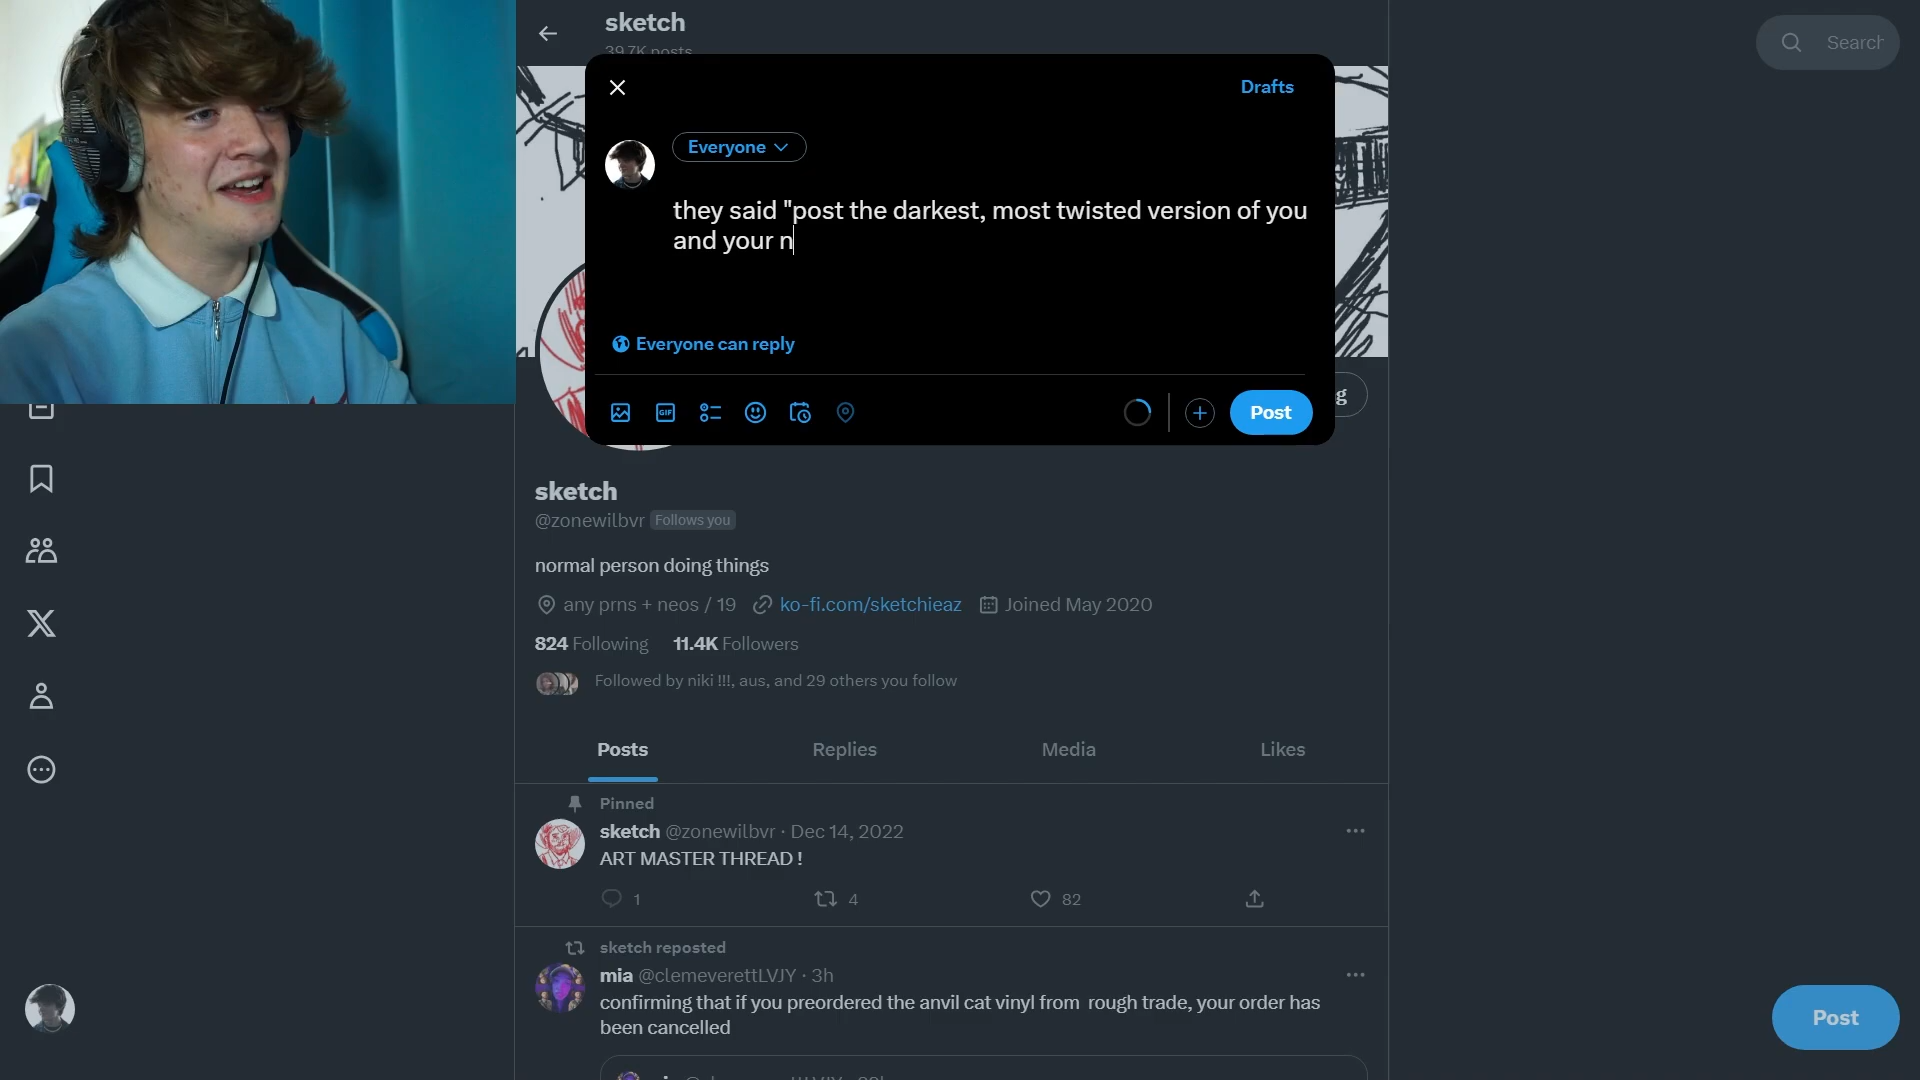 sketch
39.7K posts
Search
Drafts
Everyone
they said "post the darkest, most twisted version of you
and your n
Everyone can reply
GIF
Post
g
sketch
@zonewilbvr Follows you
normal person doing things
any prns + neos / 19 ko-fi.com/sketchieaz Joined May 2020
824 Following 11.4K Followers
Followed by niki !!!, aus, and 29 others you follow
Posts Replies Media Likes
Pinned
sketch @zonewilbvr · Dec 14, 2022
ART MASTER THREAD !
1 4 82
sketch reposted
mia @clemeverettLVJY · 3h
confirming that if you preordered the anvil cat vinyl from rough trade, your order has
been cancelled
Post